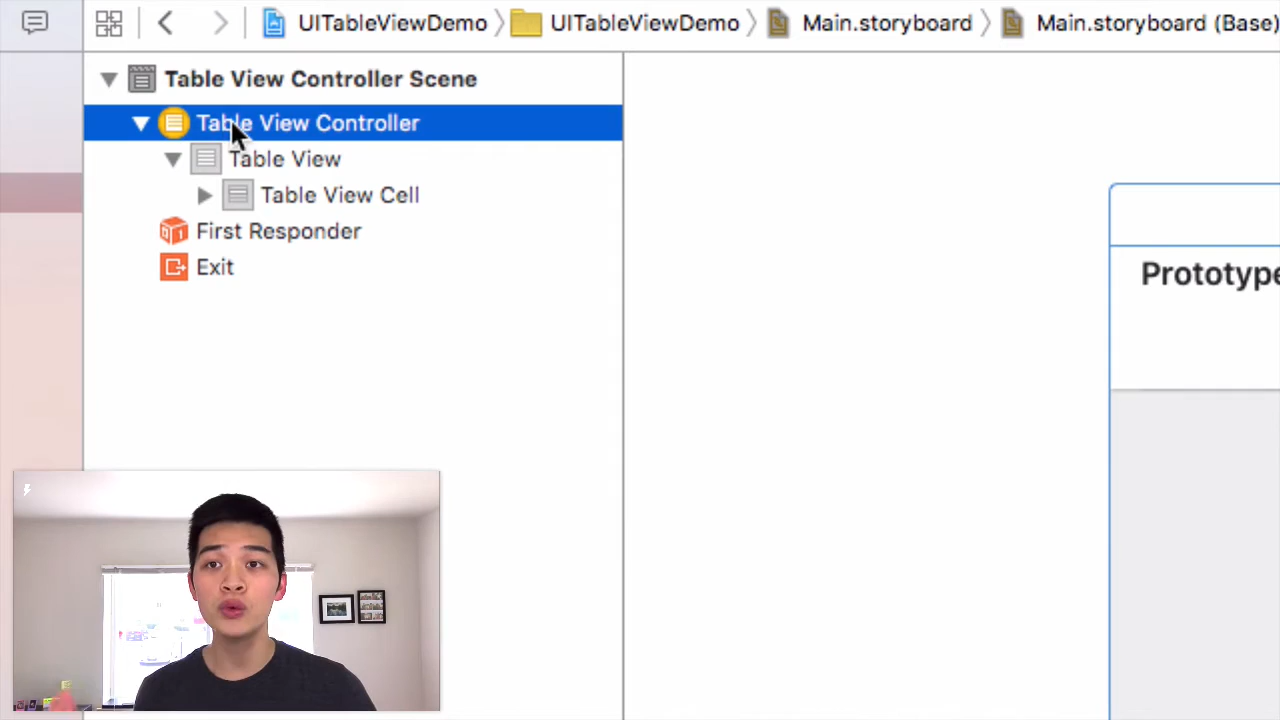 UITableViewDemo UITableViewDemo Main.storyboard Main.storyboard (Base)
Table View Controller Scene
Table View Controller
Table View
Table View Cell
First Responder
Exit
Prototype